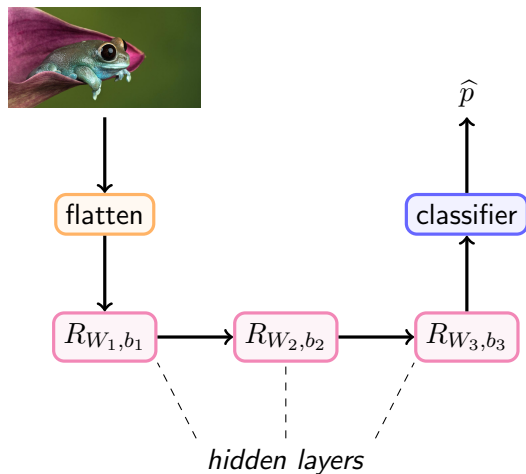 p̂
flatten
classifier
R_{W_1,b_1}
R_{W_2,b_2}
R_{W_3,b_3}
hidden layers